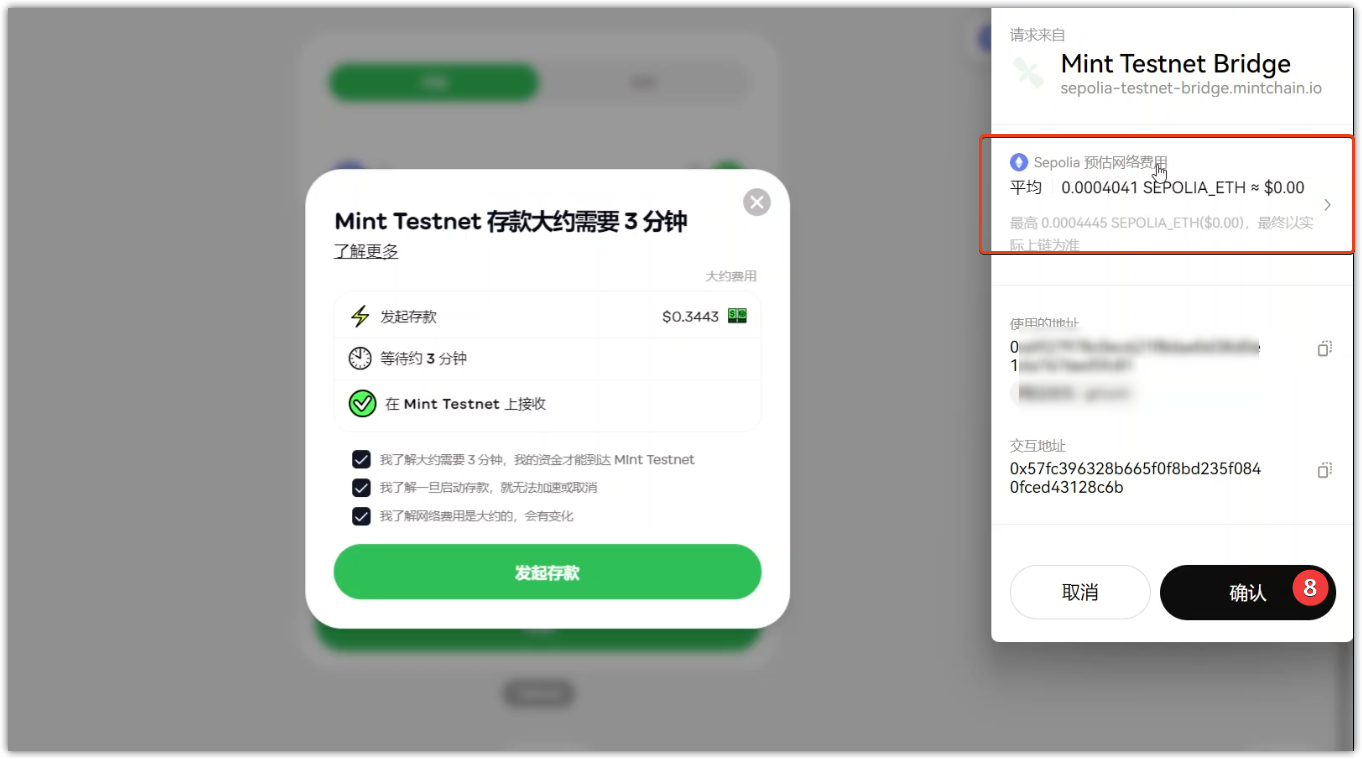 Mint Testnet 存款大约需要 3 分钟
了解更多
大约费用
发起存款 $0.3443
等待约 3 分钟
在 Mint Testnet 上接收
我了解大约需要 3 分钟，我的资金才能到达 Mint Testnet
我了解一旦启动存款，就无法加速或取消
我了解网络费用是大约的，会有变化
发起存款
请求来自
Mint Testnet Bridge
sepolia-testnet-bridge.mintchain.io
Sepolia 预估网络费用
平均 0.0004041 SEPOLIA_ETH ≈ $0.00
最高 0.0004445 SEPOLIA_ETH($0.00)，最终以实
际上链为准
使用的地址
交互地址
0x57fc396328b665f0f8bd235f084
0fced43128c6b
取消
确认 8